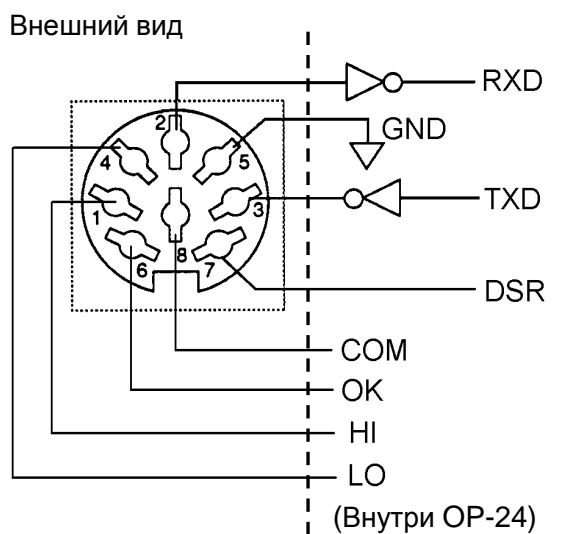 Внешний вид
RXD
2
GND
4
5
TXD
1
3
6
8
7
DSR
COM
OK
HI
LO
(Внутри OP-24)